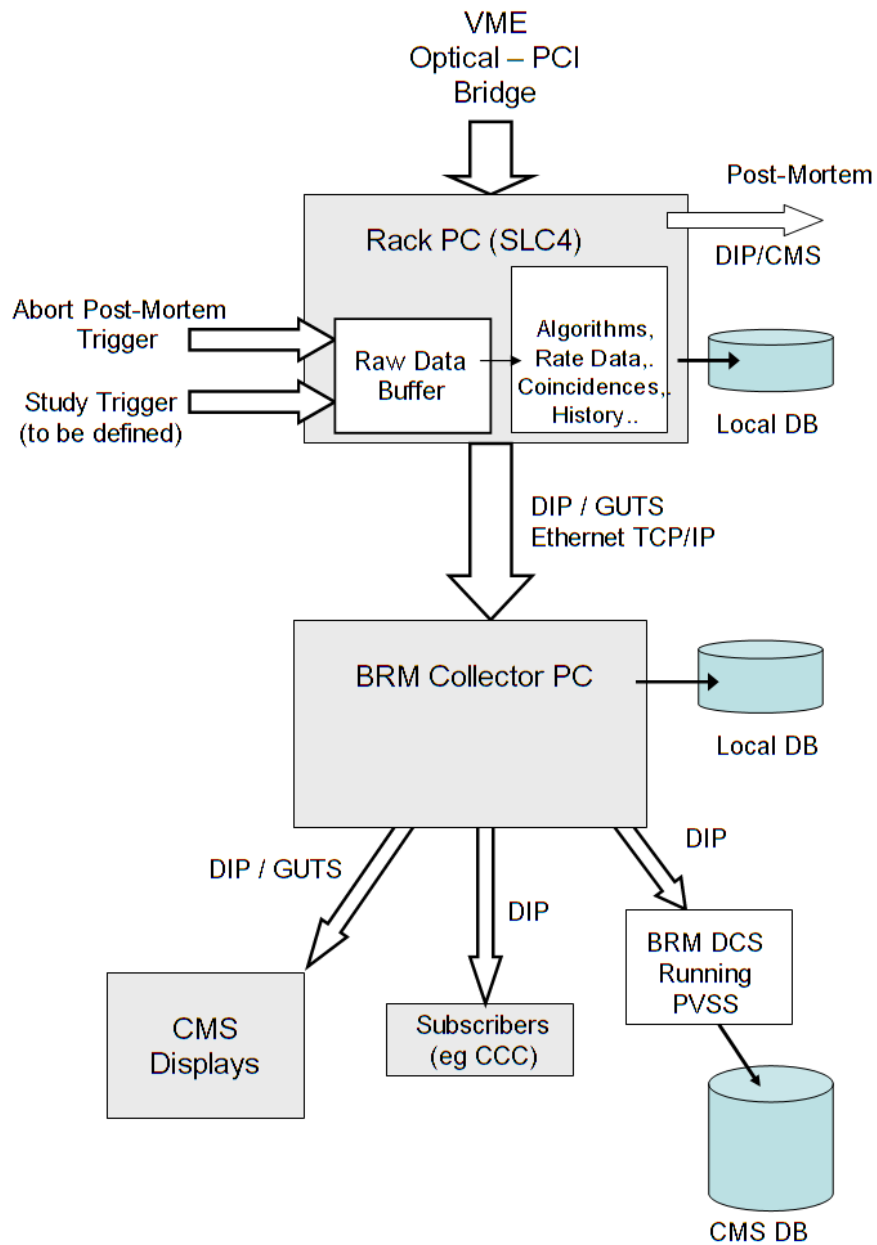 VME
Optical – PCI
Bridge
Post-Mortem
DIP/CMS
Rack PC (SLC4)
Abort Post-Mortem
Trigger
Study Trigger
(to be defined)
Raw Data
Buffer
Algorithms,
Rate Data,.
Coincidences,.
History..
Local DB
DIP / GUTS
Ethernet TCP/IP
BRM Collector PC
Local DB
DIP / GUTS
DIP
DIP
CMS
Displays
Subscribers
(eg CCC)
BRM DCS
Running
PVSS
CMS DB